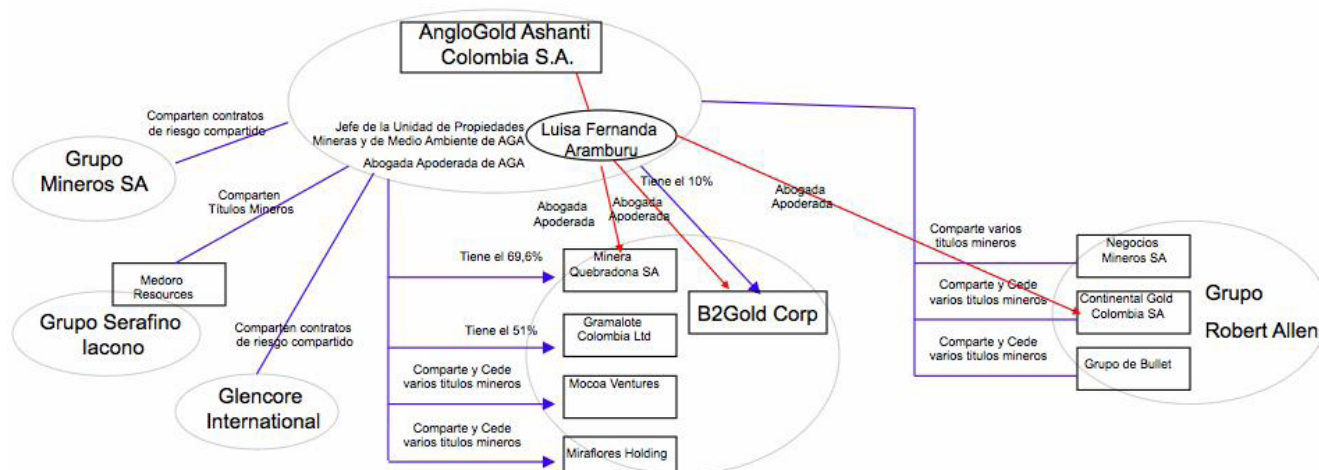 AngloGold Ashanti
Colombia S.A.
Comparten contratos
de riesgo compartido
Jefe de la Unidad de Propiedades
Mineras y de Medio Ambiente de AGA
Abogada Apoderada de AGA
Luisa Fernanda
Aramburu
Grupo
Mineros SA
Comparten
Títulos Mineros
Tiene el 10%
Abogada
Apoderada
Abogada
Apoderada
Abogada
Apoderada
Medoro
Resources
Grupo Serafino
Iacono
Comparten contratos
de riesgo compartido
Glencore
International
Tiene el 69,6%
Minera
Quebradona SA
B2Gold Corp
Tiene el 51%
Gramalote
Colombia Ltd
Comparte y Cede
varios titulos mineros
Mocoa Ventures
Comparte y Cede
varios titulos mineros
Miraflores Holding
Comparte varios
titulos mineros
Negocios
Mineros SA
Comparte y Cede
varios titulos mineros
Continental Gold
Colombia SA
Comparte y Cede
varios titulos mineros
Grupo de Bullet
Grupo
Robert Allen